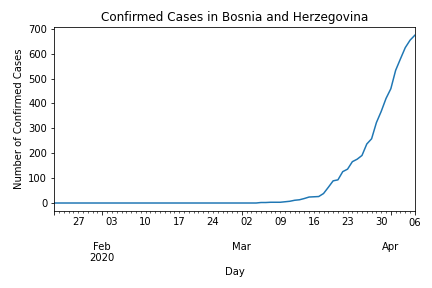 Confirmed Cases in Bosnia and Herzegovina
700
600
500
400
300
200
100
0
Number of Confirmed Cases
27 03 10 17 24 02 09 16 23 30 06
Feb Mar Apr
2020
Day